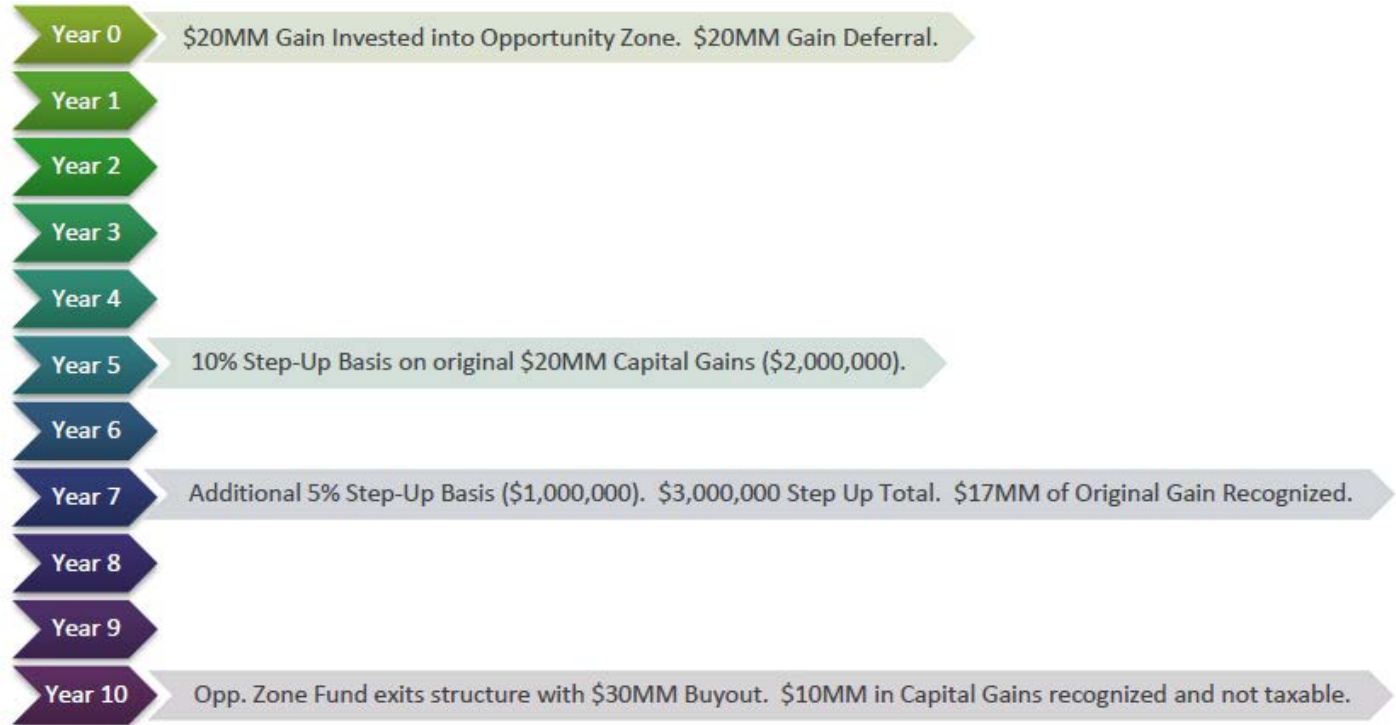 Year 0
$20MM Gain Invested into Opportunity Zone. $20MM Gain Deferral.
Year 1
Year 2
Year 3
Year 4
Year 5
10% Step-Up Basis on original $20MM Capital Gains ($2,000,000).
Year 6
Year 7
Additional 5% Step-Up Basis ($1,000,000). $3,000,000 Step Up Total. $17MM of Original Gain Recognized.
Year 8
Year 9
Year 10
Opp. Zone Fund exits structure with $30MM Buyout. $10MM in Capital Gains recognized and not taxable.